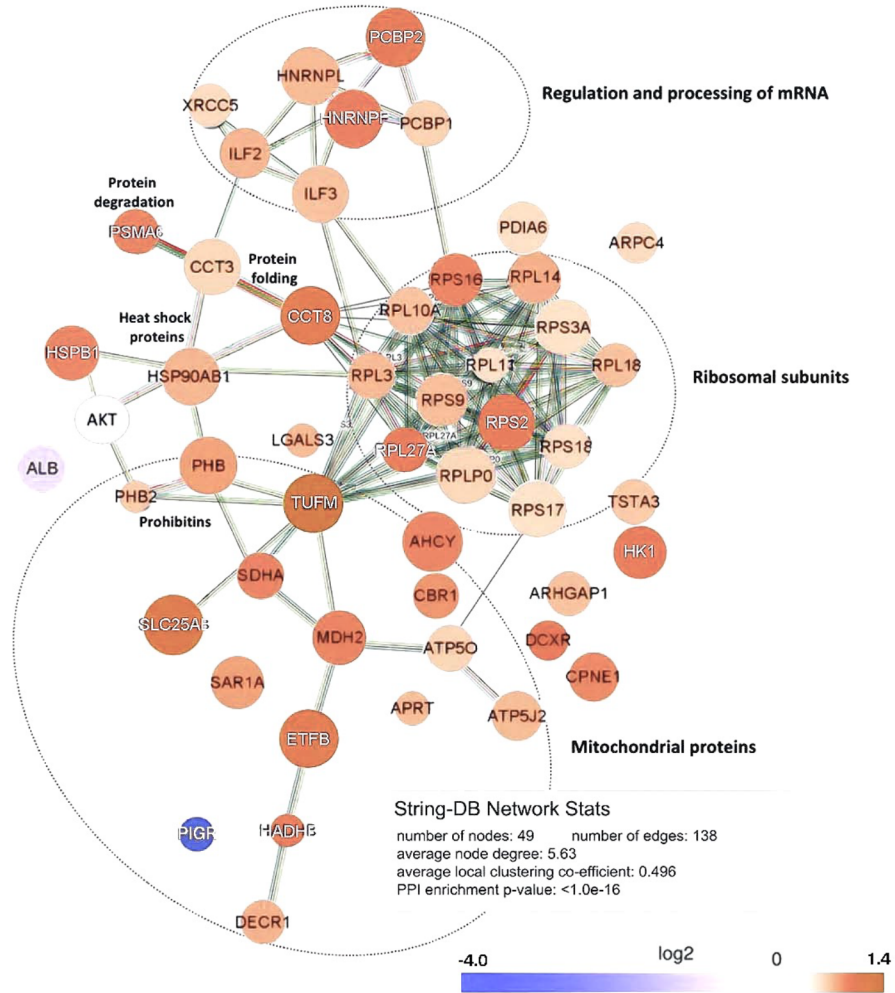 PCBP2
HNRNPL
Regulation and processing of mRNA
XRCC5
HNRNPF
PCBP1
ILF2
Protein
degradation
ILF3
PSMA6
PDIA6
ARPC4
CCT3
Protein
folding
RPS16
RPL14
Heat shock
proteins
CCT8
RPL10A
RPS3A
HSPB1
HSP90AB1
RPL3
RPL11
RPL18
Ribosomal subunits
RPS9
AKT
RPS2
LGALS3
RPL27A
RPL27A
RPS18
ALB
PHB
RPLP0
PHB2
TUFM
RPS17
TSTA3
Prohibitins
AHCY
HK1
SDHA
CBR1
ARHGAP1
SLC25A
MDH2
ATP5O
DCXR
SAR1A
CPNE1
APRT
ATP5J2
ETFB
Mitochondrial proteins
String-DB Network Stats
PIGR
HADHB
number of nodes: 49 number of edges: 138
average node degree: 5.63
average local clustering co-efficient: 0.496
PPI enrichment p-value: <1.0e-16
DECR1
-4.0 log2 0 1.4